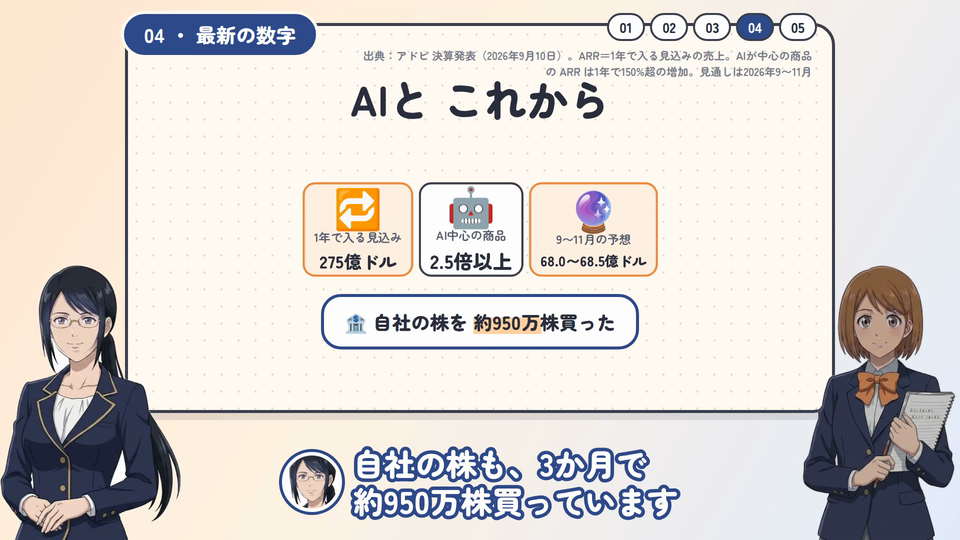 04 ・ 最新の数字
01 02 03 04 05
出典：アドビ 決算発表（2026年9月10日）。ARR＝1年で入る見込みの売上。AIが中心の商品
の ARR は1年で150%超の増加。見通しは2026年9〜11月
AIと これから
1年で入る見込み
275億ドル
AI中心の商品
2.5倍以上
9〜11月の予想
68.0〜68.5億ドル
自社の株を 約950万株買った
自社の株も、3か月で
約950万株買っています